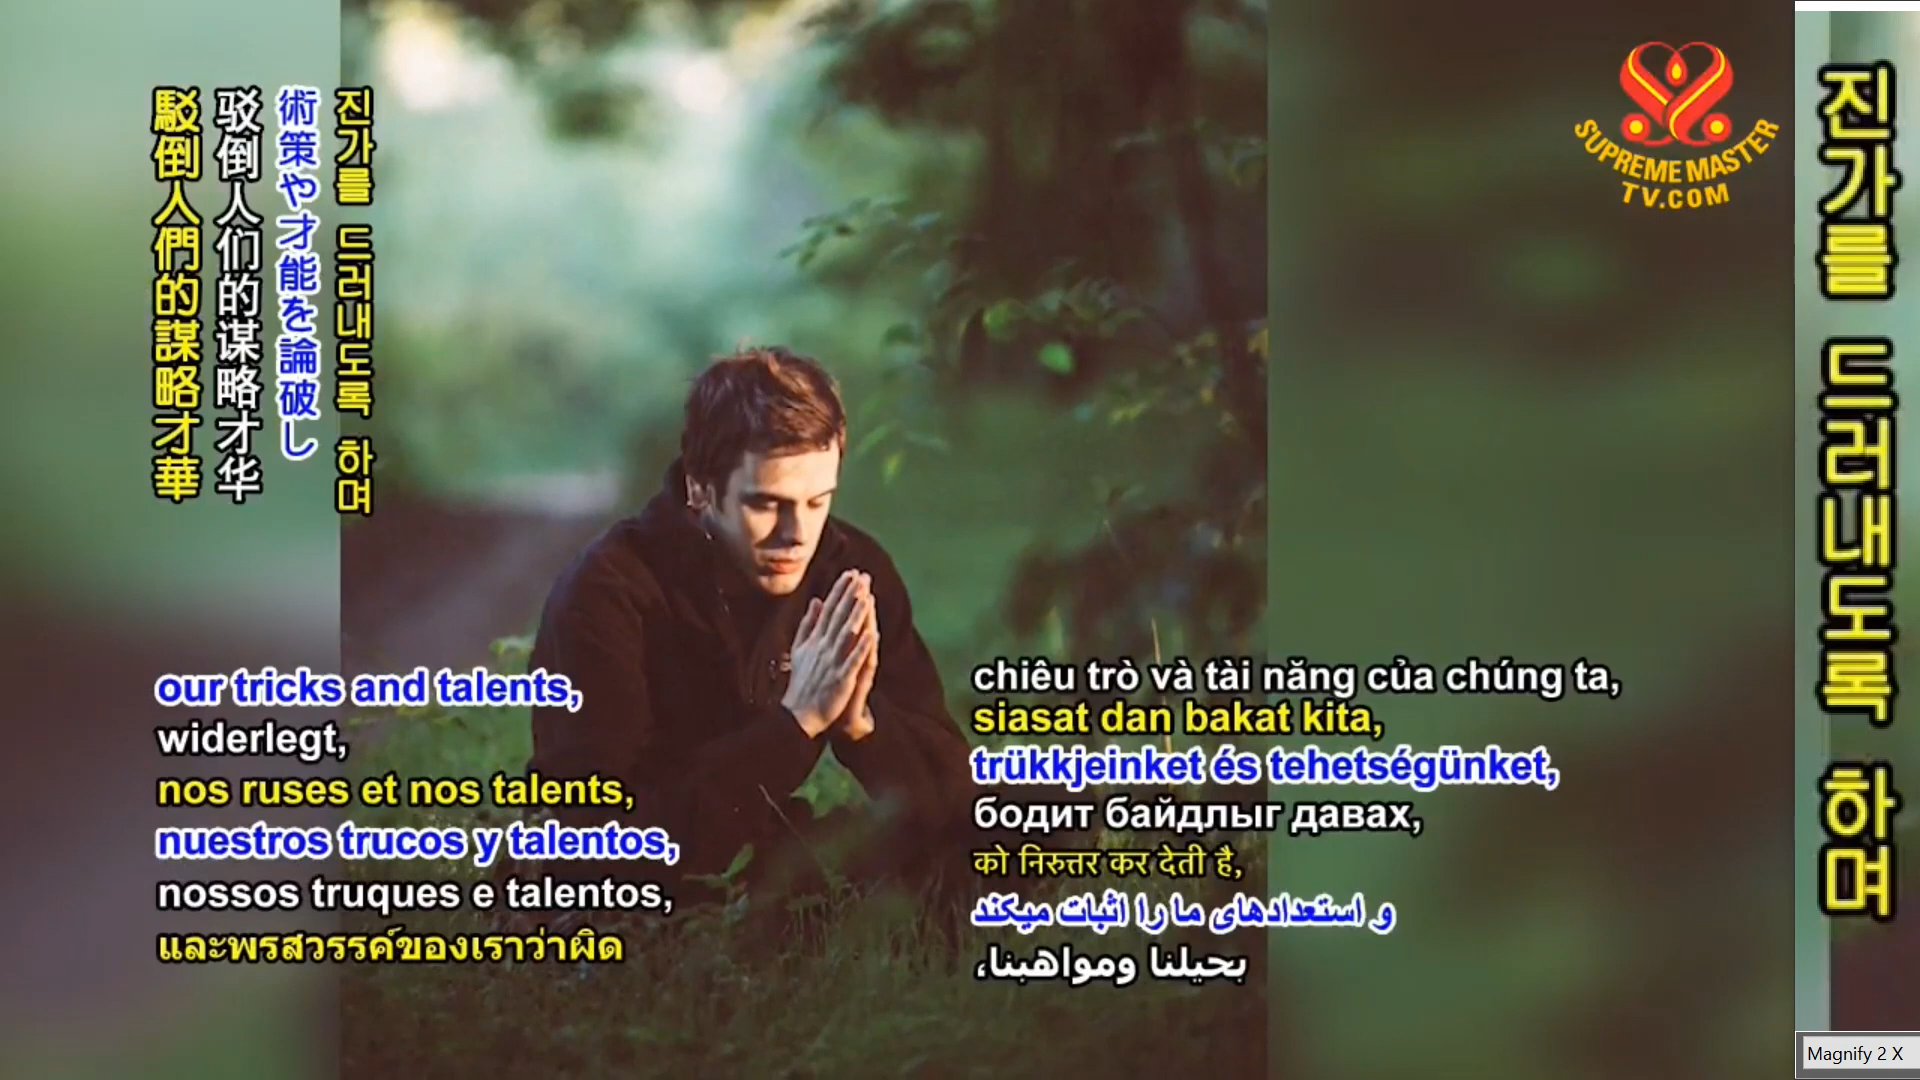 駁倒人們的謀略才華
驳倒人们的谋略才华
術策や才能を論破し
진가를 드러내도록 하며
SUPREME MASTER
TV.COM
our tricks and talents,
widerlegt,
nos ruses et nos talents,
nuestros trucos y talentos,
nossos truques e talentos,
และพรสวรรค์ของเราว่าผิด
chiêu trò và tài năng của chúng ta,
siasat dan bakat kita,
trükkjeinket és tehetségünket,
бодит байдлыг давах,
को निरुत्तर कर देती है,
و استعدادهای ما را اثبات میکند
بحيلنا ومواهبنا،
진가를 드러내도록 하며
Magnify 2 X